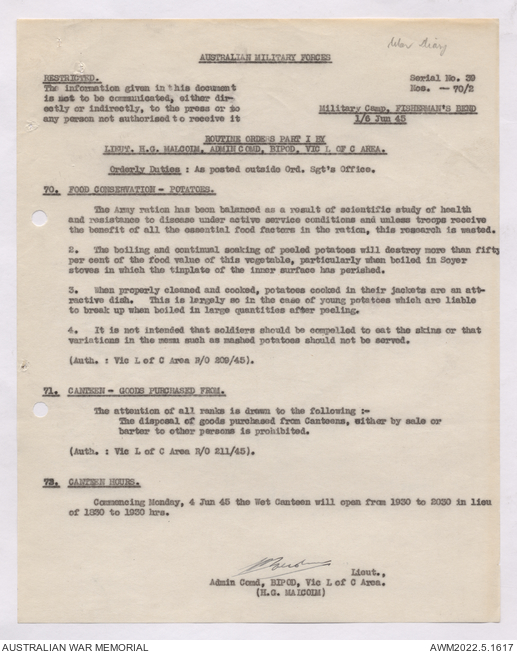 War Diary
AUSTRALIAN MILITARY FORCES
RESTRICTED.
Serial No. 39
The information given in this document
Nos. -- 70/2
is not to be communicated, either dir-
ectly or indirectly, to the press or to
Military Camp, FISHERMAN'S BEND
any person not authorised to receive it
1/6 Jun 45
ROUTINE ORDERS PART I BY
LIEUT. H.G. MALCOLM, ADMIN COMD, BIPOD, VIC L OF C AREA.
Orderly Duties : As posted outside Ord. Sgt's Office.
70. FOOD CONSERVATION - POTATOES.
The Army ration has been balanced as a result of scientific study of health
and resistance to disease under active service conditions and unless troops receive
the benefit of all the essential food factors in the ration, this research is wasted.
2. The boiling and continual soaking of peeled potatoes will destroy more than fifty
per cent of the food value of this vegetable, particularly when boiled in Soyer
stoves in which the tinplate of the inner surface has perished.
3. When properly cleaned and cooked, potatoes cooked in their jackets are an att-
ractive dish. This is largely so in the case of young potatoes which are liable
to break up when boiled in large quantities after peeling.
4. It is not intended that soldiers should be compelled to eat the skins or that
variations in the menu such as mashed potatoes should not be served.
(Auth. : Vic L of C Area R/O 209/45).
71. CANTEEN - GOODS PURCHASED FROM.
The attention of all ranks is drawn to the following :-
The disposal of goods purchased from Canteens, either by sale or
barter to other persons is prohibited.
(Auth. : Vic L of C Area R/O 211/45).
72. CANTEEN HOURS.
Commencing Monday, 4 Jun 45 the Wet Canteen will open from 1930 to 2030 in lieu
of 1830 to 1930 hrs.
Lieut.,
Admin Comd, BIPOD, Vic L of C Area.
(H.G. MALCOLM)
AUSTRALIAN WAR MEMORIAL
AWM2022.5.1617